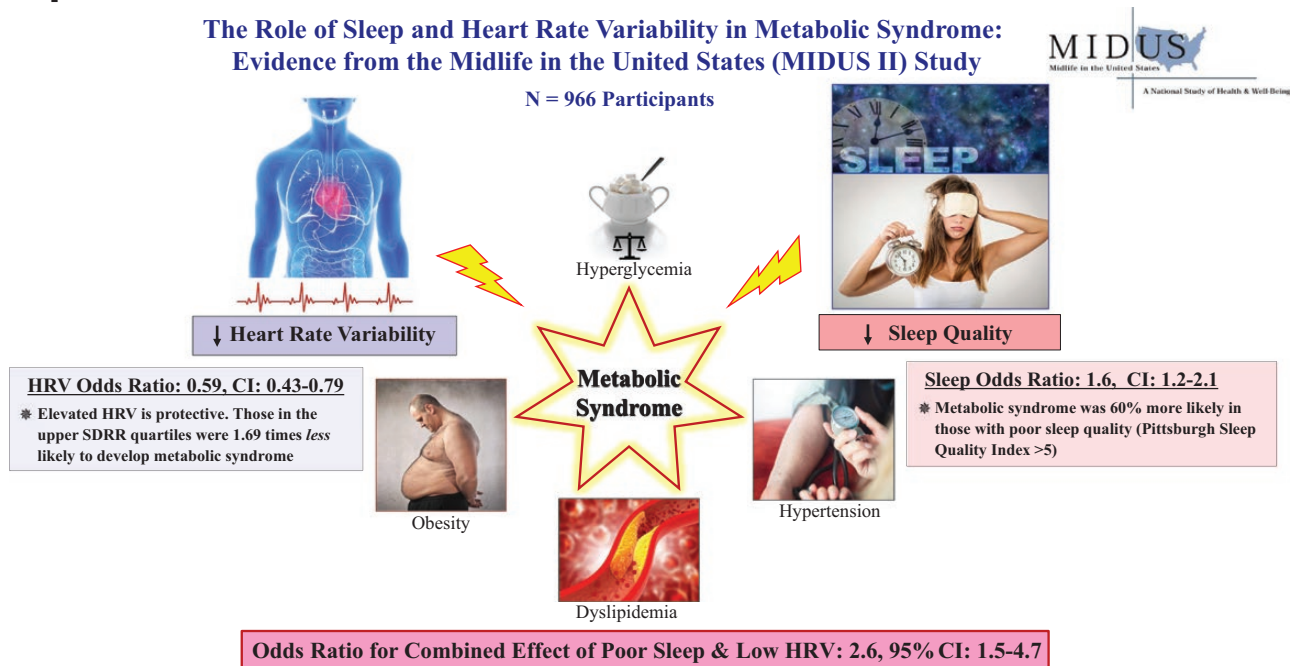 The Role of Sleep and Heart Rate Variability in Metabolic Syndrome:
Evidence from the Midlife in the United States (MIDUS II) Study
N = 966 Participants
MIDUS
Midlife in the United States
A National Study of Health & Well-Being
SLEEP
Hyperglycemia
↓ Heart Rate Variability
↓ Sleep Quality
HRV Odds Ratio: 0.59, CI: 0.43-0.79
✵ Elevated HRV is protective. Those in the
upper SDRR quartiles were 1.69 times less
likely to develop metabolic syndrome
Metabolic
Syndrome
Sleep Odds Ratio: 1.6, CI: 1.2-2.1
✵ Metabolic syndrome was 60% more likely in
those with poor sleep quality (Pittsburgh Sleep
Quality Index >5)
Obesity
Hypertension
Dyslipidemia
Odds Ratio for Combined Effect of Poor Sleep & Low HRV: 2.6, 95% CI: 1.5-4.7